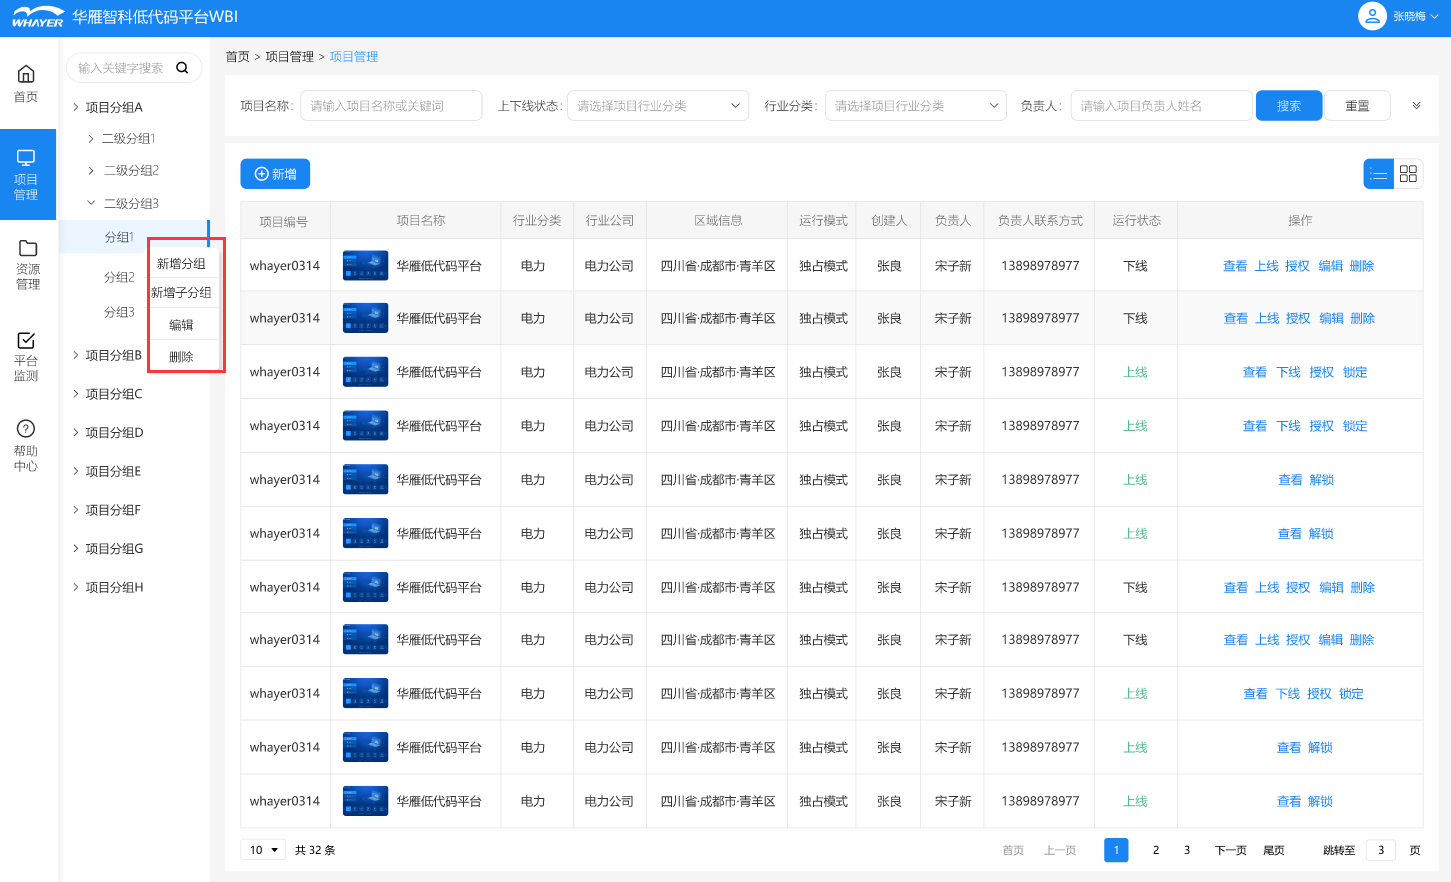 WHAYER 华雁智科低代码平台WBI
张晓梅
首页
项目
管理
资源
管理
平台
监测
帮助
中心
输入关键字搜索
项目分组A
二级分组1
二级分组2
二级分组3
分组1
分组2
分组3
项目分组B
项目分组C
项目分组D
项目分组E
项目分组F
项目分组G
项目分组H
新增分组
新增子分组
编辑
删除
首页 > 项目管理 > 项目管理
项目名称: 请输入项目名称或关键词 上下线状态: 请选择项目行业分类 行业分类: 请选择项目行业分类 负责人: 请输入项目负责人姓名 搜索 重置
新增
项目编号 项目名称 行业分类 行业公司 区域信息 运行模式 创建人 负责人 负责人联系方式 运行状态 操作
whayer0314 华雁低代码平台 电力 电力公司 四川省·成都市·青羊区 独占模式 张良 宋子新 13898978977 下线 查看 上线 授权 编辑 删除
whayer0314 华雁低代码平台 电力 电力公司 四川省·成都市·青羊区 独占模式 张良 宋子新 13898978977 下线 查看 上线 授权 编辑 删除
whayer0314 华雁低代码平台 电力 电力公司 四川省·成都市·青羊区 独占模式 张良 宋子新 13898978977 上线 查看 下线 授权 锁定
whayer0314 华雁低代码平台 电力 电力公司 四川省·成都市·青羊区 独占模式 张良 宋子新 13898978977 上线 查看 下线 授权 锁定
whayer0314 华雁低代码平台 电力 电力公司 四川省·成都市·青羊区 独占模式 张良 宋子新 13898978977 上线 查看 解锁
whayer0314 华雁低代码平台 电力 电力公司 四川省·成都市·青羊区 独占模式 张良 宋子新 13898978977 上线 查看 解锁
whayer0314 华雁低代码平台 电力 电力公司 四川省·成都市·青羊区 独占模式 张良 宋子新 13898978977 下线 查看 上线 授权 编辑 删除
whayer0314 华雁低代码平台 电力 电力公司 四川省·成都市·青羊区 独占模式 张良 宋子新 13898978977 下线 查看 上线 授权 编辑 删除
whayer0314 华雁低代码平台 电力 电力公司 四川省·成都市·青羊区 独占模式 张良 宋子新 13898978977 上线 查看 下线 授权 锁定
whayer0314 华雁低代码平台 电力 电力公司 四川省·成都市·青羊区 独占模式 张良 宋子新 13898978977 上线 查看 解锁
whayer0314 华雁低代码平台 电力 电力公司 四川省·成都市·青羊区 独占模式 张良 宋子新 13898978977 上线 查看 解锁
10 共 32 条 首页 上一页 1 2 3 下一页 尾页 跳转至 3 页